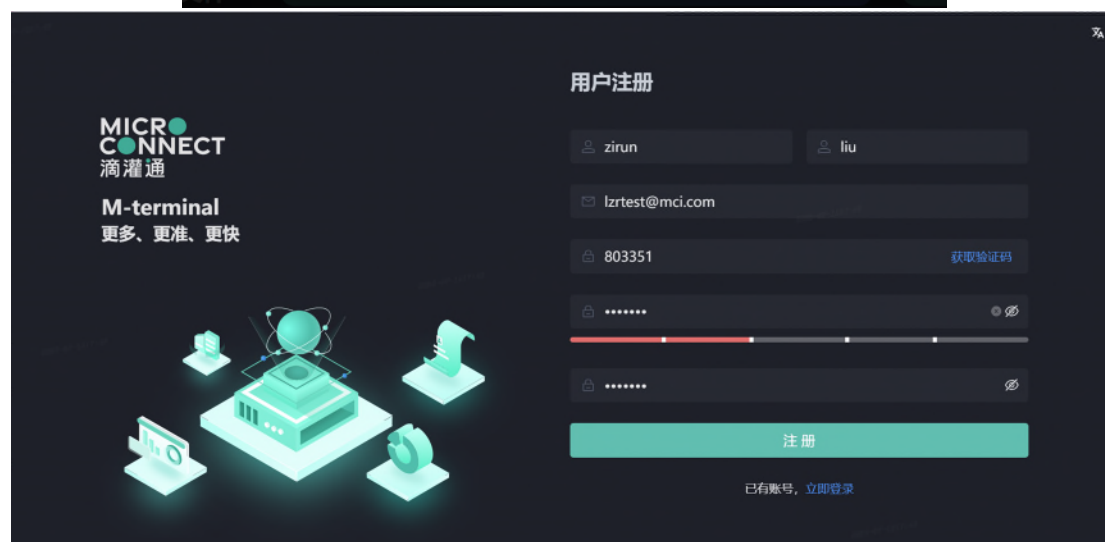 用户注册
MICRO
CONNECT
滴灌通
M-terminal
更多、更准、更快
zirun
liu
lzrtest@mci.com
803351
获取验证码
•••••••
•••••••
注册
已有账号，立即登录